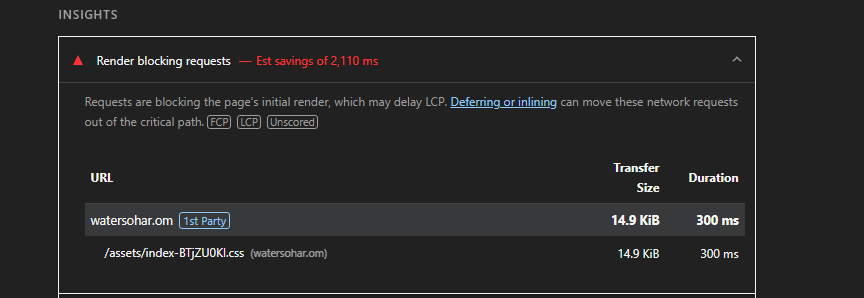 INSIGHTS
Render blocking requests — Est savings of 2,110 ms
Requests are blocking the page's initial render, which may delay LCP. Deferring or inlining can move these network requests
out of the critical path. FCP LCP Unscored
URL Transfer Size Duration
watersohar.om 1st Party 14.9 KiB 300 ms
/assets/index-BTjZU0Kl.css (watersohar.om) 14.9 KiB 300 ms